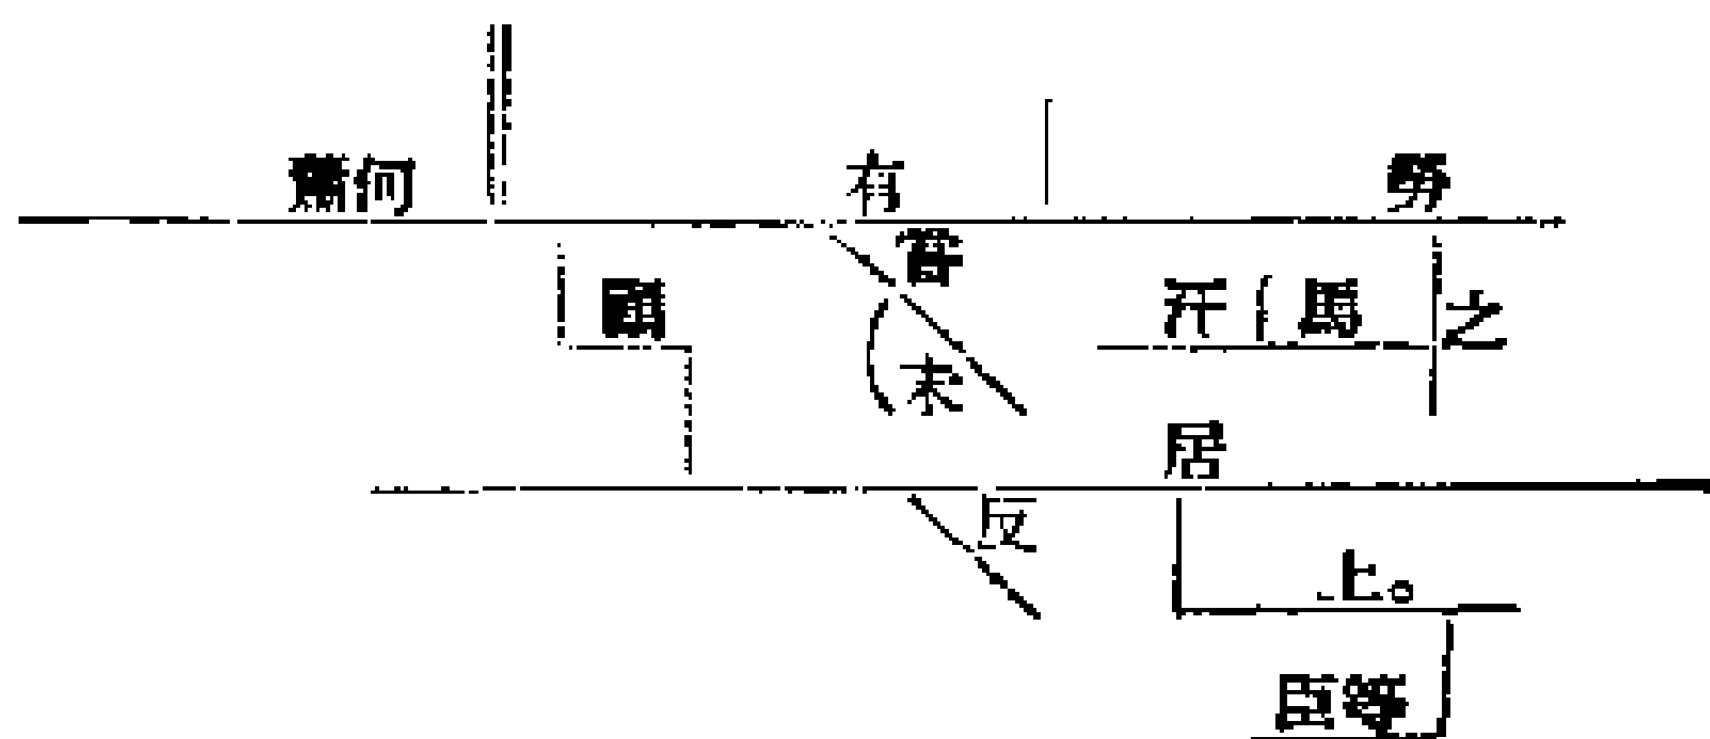 蕭何 有 勞
嘗
顧 汗 馬 之
未
居
反
上。
臣等